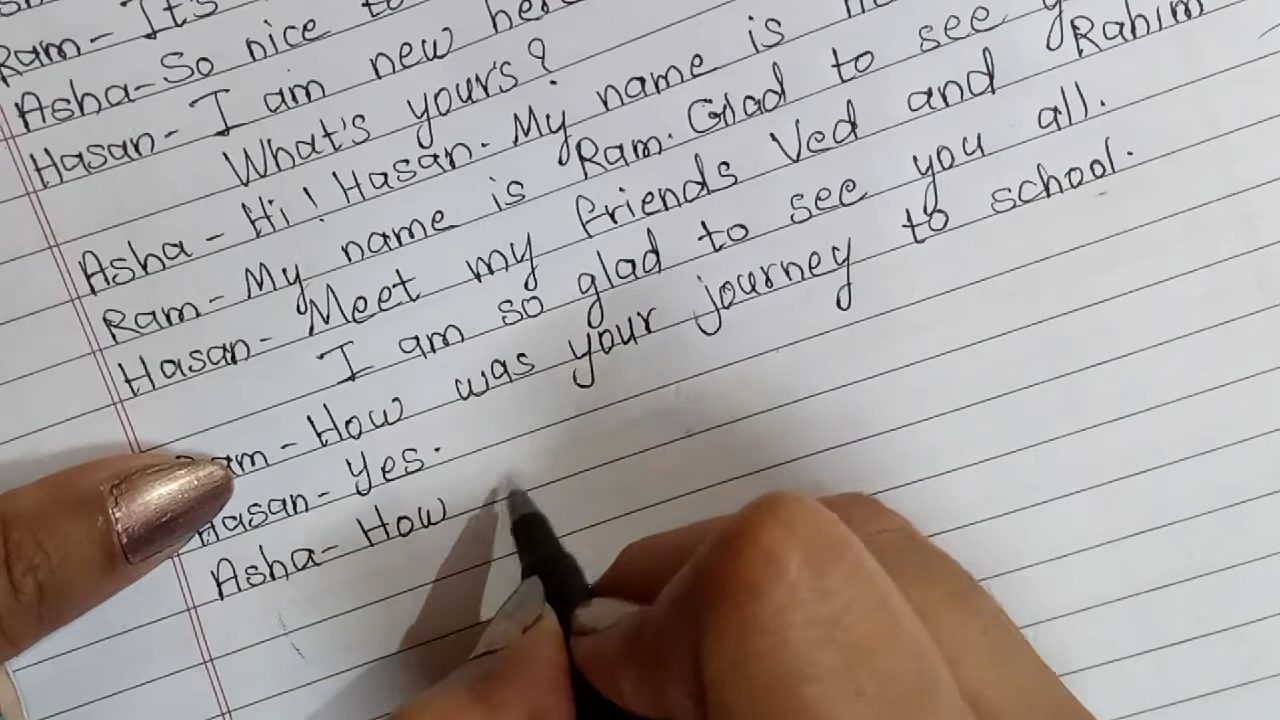 Ram- It's
Asha- So nice to
Hasan- I am new here
What's yours?
Asha - Hi! Hasan. My name is
Ram- My name is Ram. Glad to see
Hasan- Meet my friends Ved and Rahim
I am so glad to see you all.
- How was your journey to school.
Hasan- Yes.
Asha- How